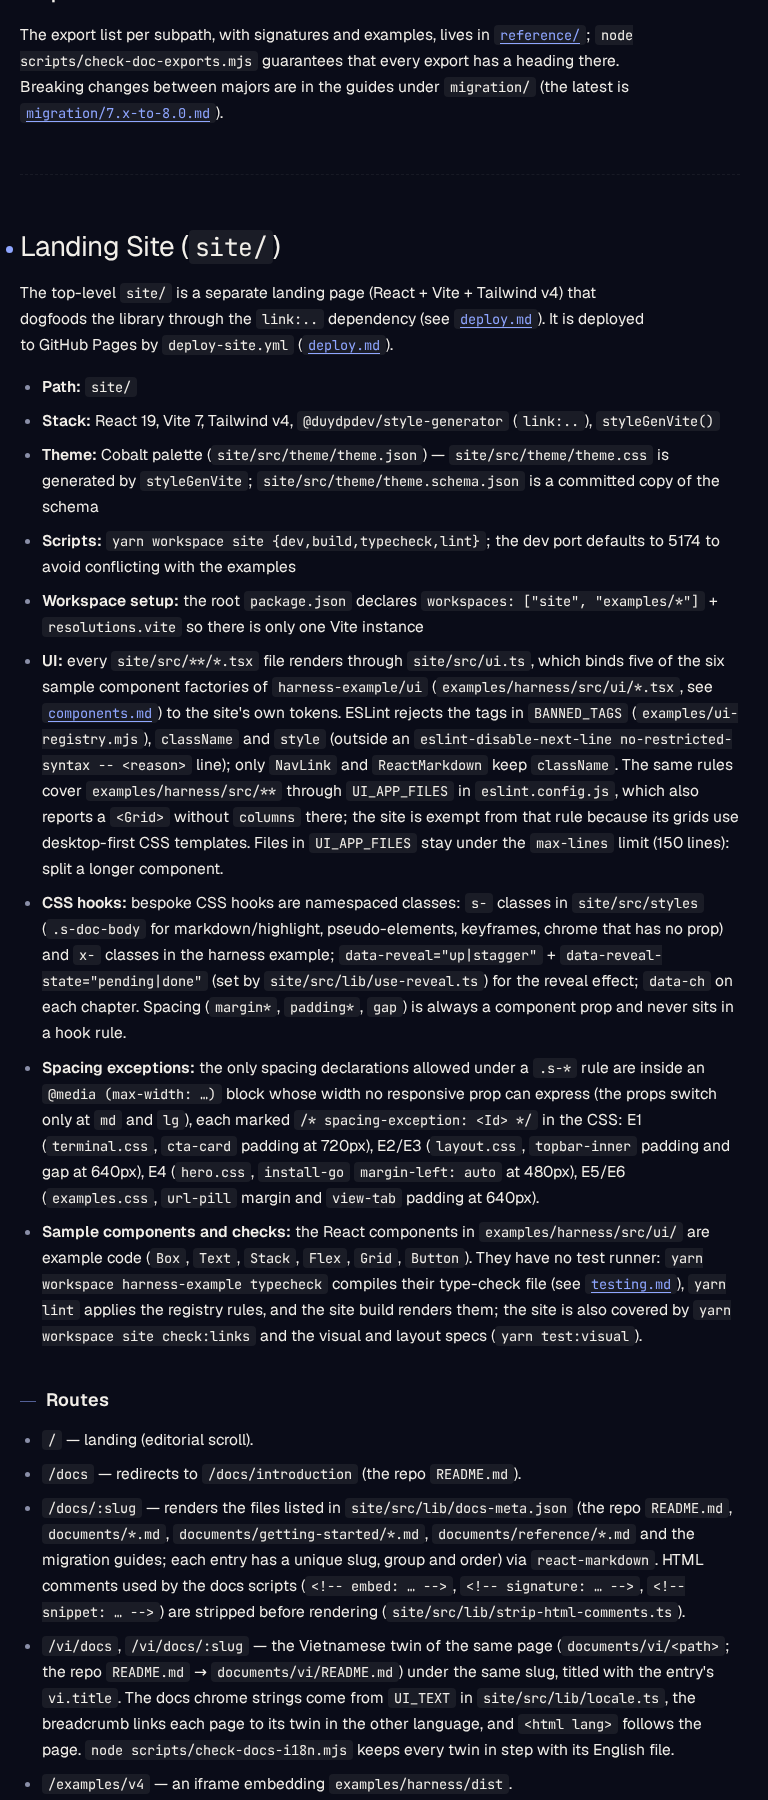 The export list per subpath, with signatures and examples, lives in reference/ ; node
scripts/check-doc-exports.mjs guarantees that every export has a heading there.
Breaking changes between majors are in the guides under migration/ (the latest is
migration/7.x-to-8.0.md ).
Landing Site ( site/ )
The top-level site/ is a separate landing page (React + Vite + Tailwind v4) that
dogfoods the library through the link:.. dependency (see deploy.md ). It is deployed
to GitHub Pages by deploy-site.yml ( deploy.md ).
• Path: site/
• Stack: React 19, Vite 7, Tailwind v4, @duydpdev/style-generator ( link:.. ), styleGenVite()
• Theme: Cobalt palette ( site/src/theme/theme.json ) — site/src/theme/theme.css is
generated by styleGenVite ; site/src/theme/theme.schema.json is a committed copy of the
schema
• Scripts: yarn workspace site {dev,build,typecheck,lint} ; the dev port defaults to 5174 to
avoid conflicting with the examples
• Workspace setup: the root package.json declares workspaces: ["site", "examples/*"] +
resolutions.vite so there is only one Vite instance
• UI: every site/src/**/*.tsx file renders through site/src/ui.ts , which binds five of the six
sample component factories of harness-example/ui ( examples/harness/src/ui/*.tsx , see
components.md ) to the site's own tokens. ESLint rejects the tags in BANNED_TAGS ( examples/ui-
registry.mjs ), className and style (outside an eslint-disable-next-line no-restricted-
syntax -- <reason> line); only NavLink and ReactMarkdown keep className . The same rules
cover examples/harness/src/** through UI_APP_FILES in eslint.config.js , which also
reports a <Grid> without columns there; the site is exempt from that rule because its grids use
desktop-first CSS templates. Files in UI_APP_FILES stay under the max-lines limit (150 lines):
split a longer component.
• CSS hooks: bespoke CSS hooks are namespaced classes: s- classes in site/src/styles
( .s-doc-body for markdown/highlight, pseudo-elements, keyframes, chrome that has no prop)
and x- classes in the harness example; data-reveal="up|stagger" + data-reveal-
state="pending|done" (set by site/src/lib/use-reveal.ts ) for the reveal effect; data-ch on
each chapter. Spacing ( margin* , padding* , gap ) is always a component prop and never sits in
a hook rule.
• Spacing exceptions: the only spacing declarations allowed under a .s-* rule are inside an
@media (max-width: …) block whose width no responsive prop can express (the props switch
only at md and lg ), each marked /* spacing-exception: <Id> */ in the CSS: E1
( terminal.css , cta-card padding at 720px), E2/E3 ( layout.css , topbar-inner padding and
gap at 640px), E4 ( hero.css , install-go margin-left: auto at 480px), E5/E6
( examples.css , url-pill margin and view-tab padding at 640px).
• Sample components and checks: the React components in examples/harness/src/ui/ are
example code ( Box , Text , Stack , Flex , Grid , Button ). They have no test runner: yarn
workspace harness-example typecheck compiles their type-check file (see testing.md ), yarn
lint applies the registry rules, and the site build renders them; the site is also covered by yarn
workspace site check:links and the visual and layout specs ( yarn test:visual ).
— Routes
• / — landing (editorial scroll).
• /docs — redirects to /docs/introduction (the repo README.md ).
• /docs/:slug — renders the files listed in site/src/lib/docs-meta.json (the repo README.md ,
documents/*.md , documents/getting-started/*.md , documents/reference/*.md and the
migration guides; each entry has a unique slug, group and order) via react-markdown . HTML
comments used by the docs scripts ( <!-- embed: … --> , <!-- signature: … --> , <!--
snippet: … --> ) are stripped before rendering ( site/src/lib/strip-html-comments.ts ).
• /vi/docs , /vi/docs/:slug — the Vietnamese twin of the same page ( documents/vi/<path> ;
the repo README.md → documents/vi/README.md ) under the same slug, titled with the entry's
vi.title . The docs chrome strings come from UI_TEXT in site/src/lib/locale.ts , the
breadcrumb links each page to its twin in the other language, and <html lang> follows the
page. node scripts/check-docs-i18n.mjs keeps every twin in step with its English file.
• /examples/v4 — an iframe embedding examples/harness/dist .